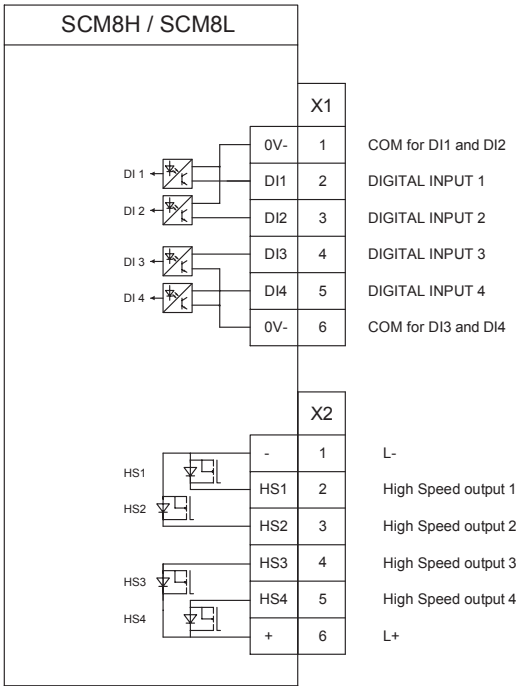 SCM8H / SCM8L
X1
0V- 1 COM for DI1 and DI2
DI 1
DI1 2 DIGITAL INPUT 1
DI 2
DI2 3 DIGITAL INPUT 2
DI 3
DI3 4 DIGITAL INPUT 3
DI 4
DI4 5 DIGITAL INPUT 4
0V- 6 COM for DI3 and DI4
X2
- 1 L-
HS1
HS1 2 High Speed output 1
HS2
HS2 3 High Speed output 2
HS3 4 High Speed output 3
HS3
HS4 5 High Speed output 4
HS4
+ 6 L+